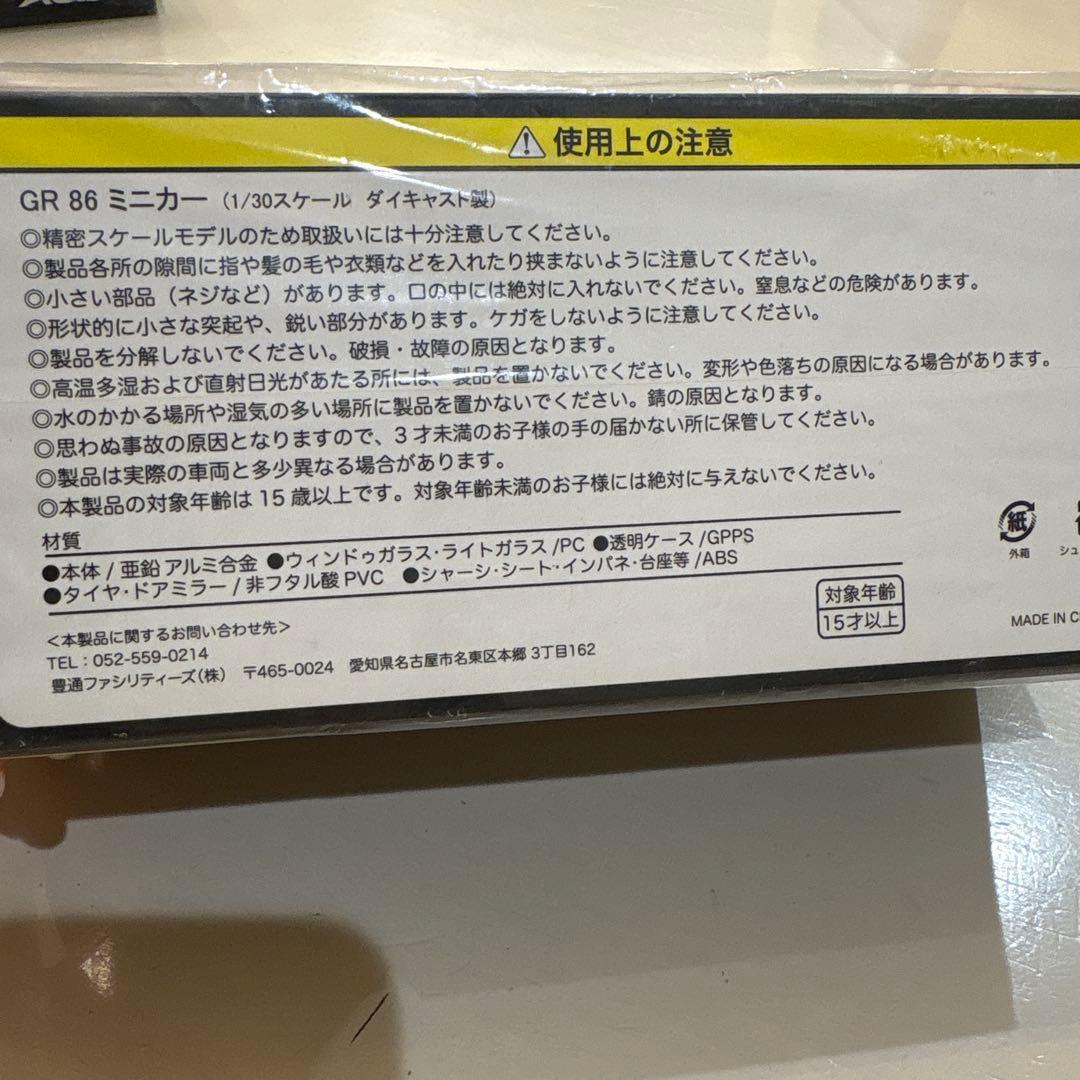 ⚠使用上の注意
GR 86 ミニカー（1/30スケール ダイキャスト製）
◎精密スケールモデルのため取扱いには十分注意してください。
◎製品各所の隙間に指や髪の毛や衣類などを入れたり挟まないように注意してください。
◎小さい部品（ネジなど）があります。口の中には絶対に入れないでください。窒息などの危険があります。
◎形状的に小さな突起や、鋭い部分があります。ケガをしないように注意してください。
◎製品を分解しないでください。破損・故障の原因となります。
◎高温多湿および直射日光があたる所には、製品を置かないでください。変形や色落ちの原因になる場合があります。
◎水のかかる場所や湿気の多い場所に製品を置かないでください。錆の原因となります。
◎思わぬ事故の原因となりますので、3才未満のお子様の手の届かない所に保管してください。
◎製品は実際の車両と多少異なる場合があります。
◎本製品の対象年齢は15歳以上です。対象年齢未満のお子様には絶対に与えないでください。
材質
●本体 / 亜鉛 アルミ合金 ●ウィンドゥガラス・ライトガラス /PC ●透明ケース /GPPS
●タイヤ・ドアミラー / 非フタル酸 PVC ●シャーシ・シート・インパネ・台座等 /ABS
対象年齢
15才以上
紙
外箱
シュ
MADE IN C
＜本製品に関するお問い合わせ先＞
TEL：052-559-0214
豊通ファシリティーズ（株） 〒465-0024 愛知県名古屋市名東区本郷 3丁目162